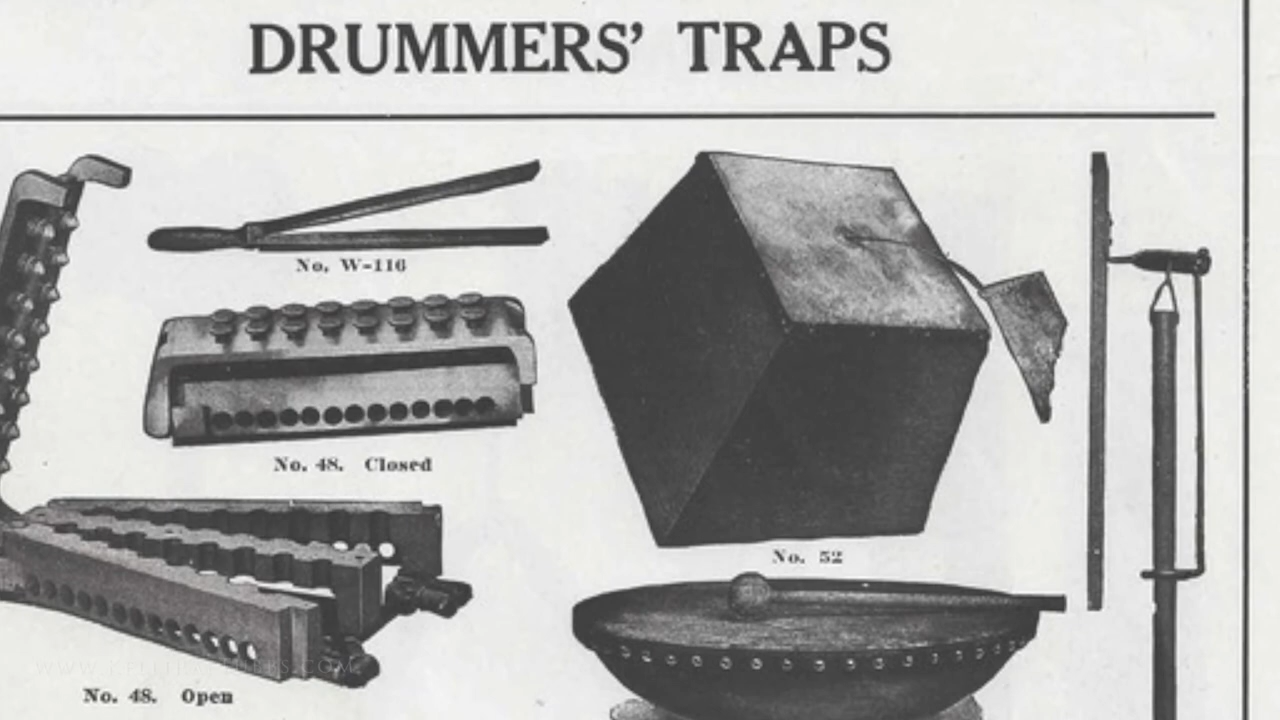 DRUMMERS' TRAPS
No. W-116
No. 48. Closed
No. 52
No. 48. Open